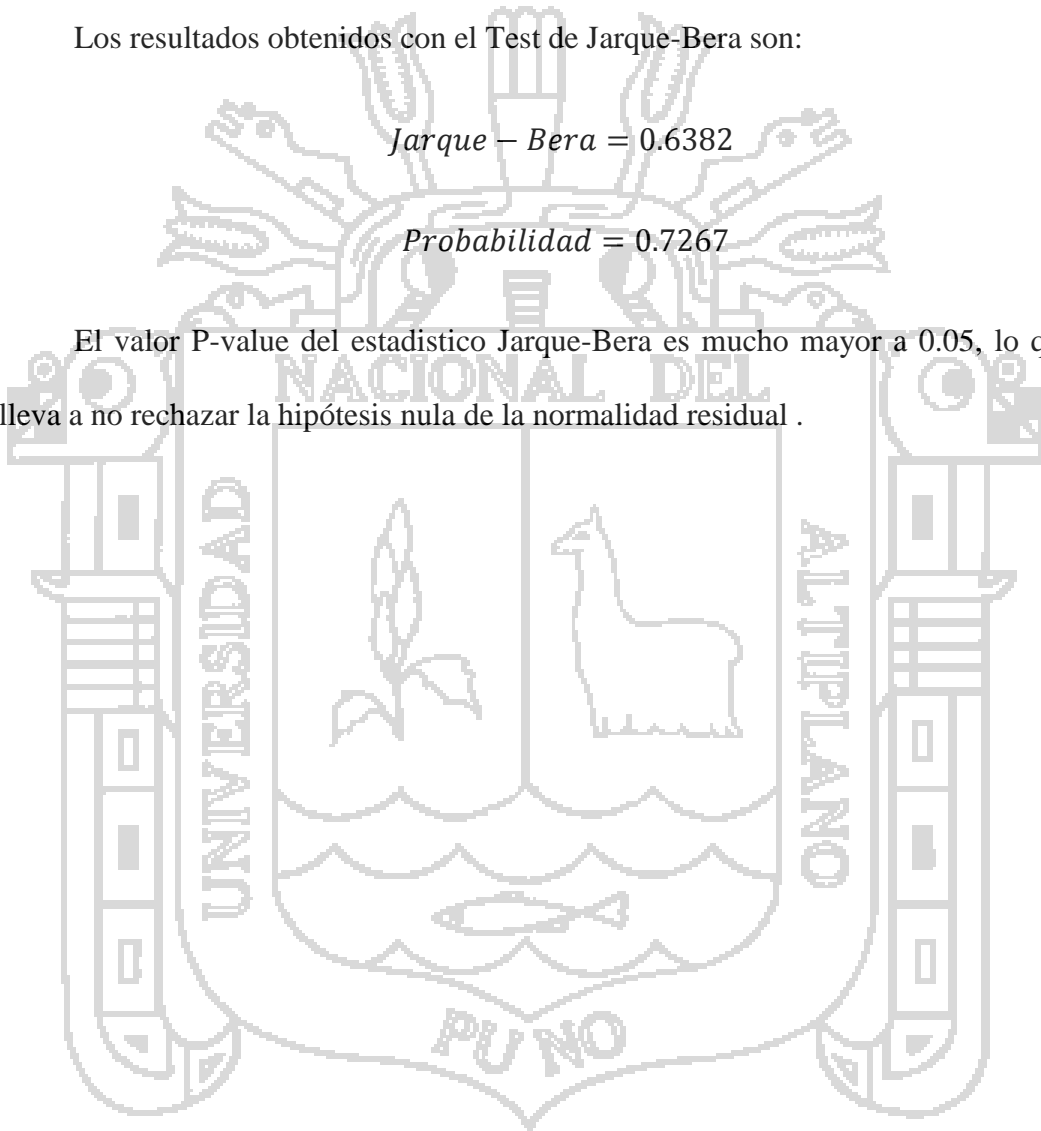 Los resultados obtenidos con el Test de Jarque-Bera son:
Jarque − Bera = 0.6382
Probabilidad = 0.7267
El valor P-value del estadistico Jarque-Bera es mucho mayor a 0.05, lo q
lleva a no rechazar la hipótesis nula de la normalidad residual .
NACIONAL DEL
UNIVERSIDAD
ALTIPLANO
PUNO